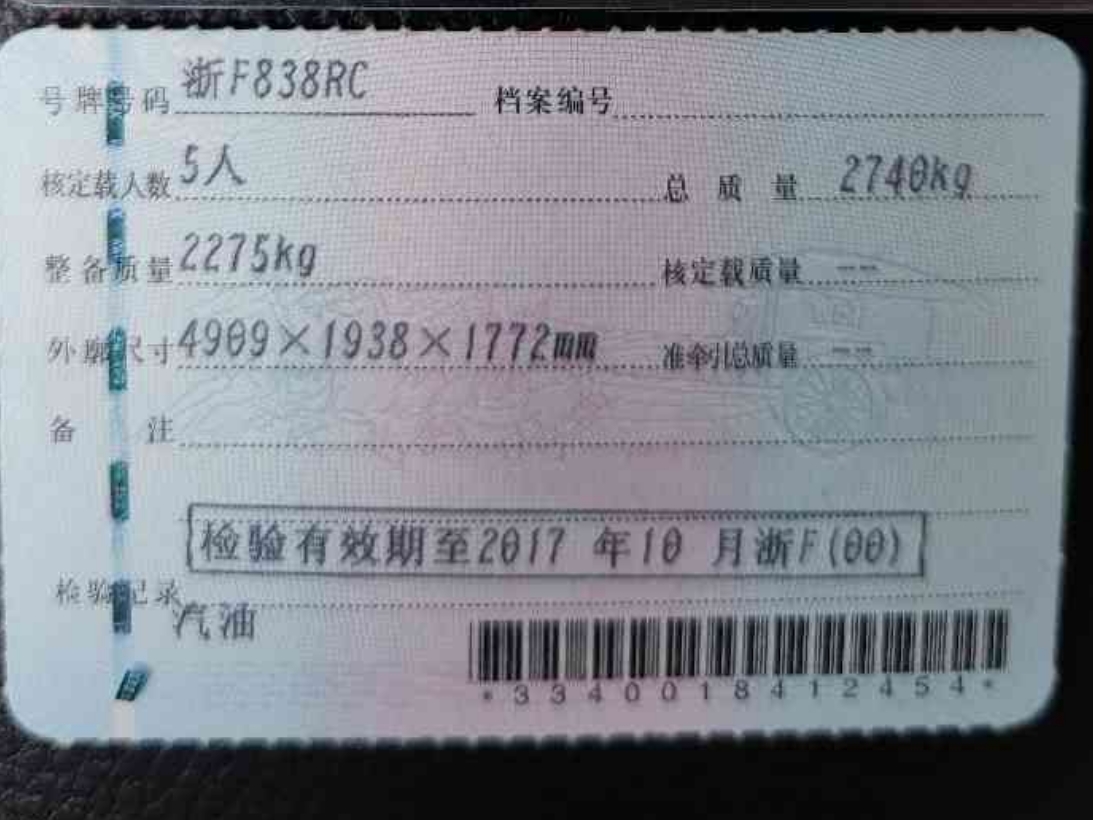 号牌号码 浙F838RC 档案编号
核定载人数 5人 总质量 2740kg
整备质量 2275kg 核定载质量 --
外廓尺寸 4909×1938×1772mm 准牵引总质量 --
备注
检验有效期至2017 年10 月浙F(00)
检验记录
汽油
*3340018412454*